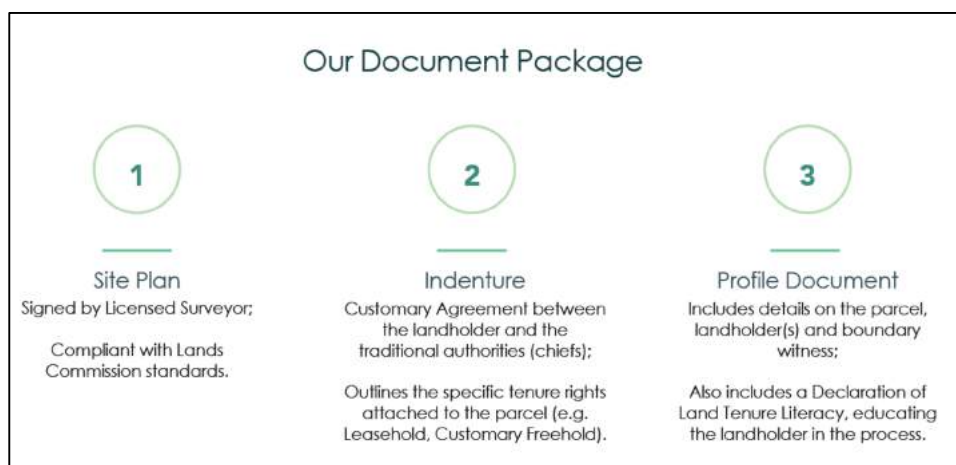 Our Document Package
1
Site Plan
Signed by Licensed Surveyor;
Compliant with Lands
Commission standards.
2
Indenture
Customary Agreement between
the landholder and the
traditional authorities (chiefs);
Outlines the specific tenure rights
attached to the parcel (e.g.
Leasehold, Customary Freehold).
3
Profile Document
Includes details on the parcel,
landholder(s) and boundary
witness;
Also includes a Declaration of
Land Tenure Literacy, educating
the landholder in the process.